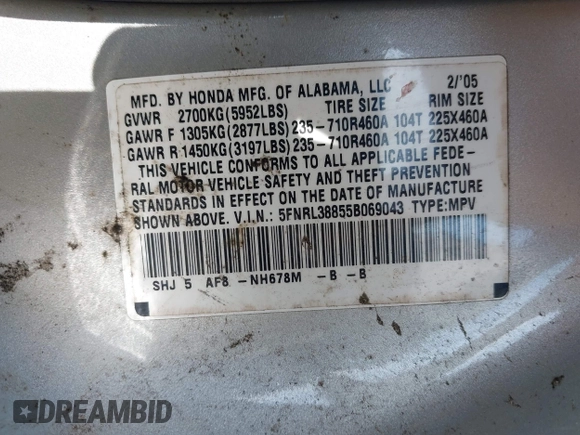 MFD. BY HONDA MFG. OF ALABAMA, LLC 2/'05
GVWR 2700KG(5952LBS) TIRE SIZE RIM SIZE
GAWR F 1305KG(2877LBS)235-710R460A 104T 225X460A
GAWR R 1450KG(3197LBS)235-710R460A 104T 225X460A
THIS VEHICLE CONFORMS TO ALL APPLICABLE FEDE-
RAL MOTOR VEHICLE SAFETY AND THEFT PREVENTION
STANDARDS IN EFFECT ON THE DATE OF MANUFACTURE
SHOWN ABOVE. V.I.N.: 5FNRL38855B069043 TYPE:MPV
SHJ 5 AF8 -NH678M -B -B
DREAMBID